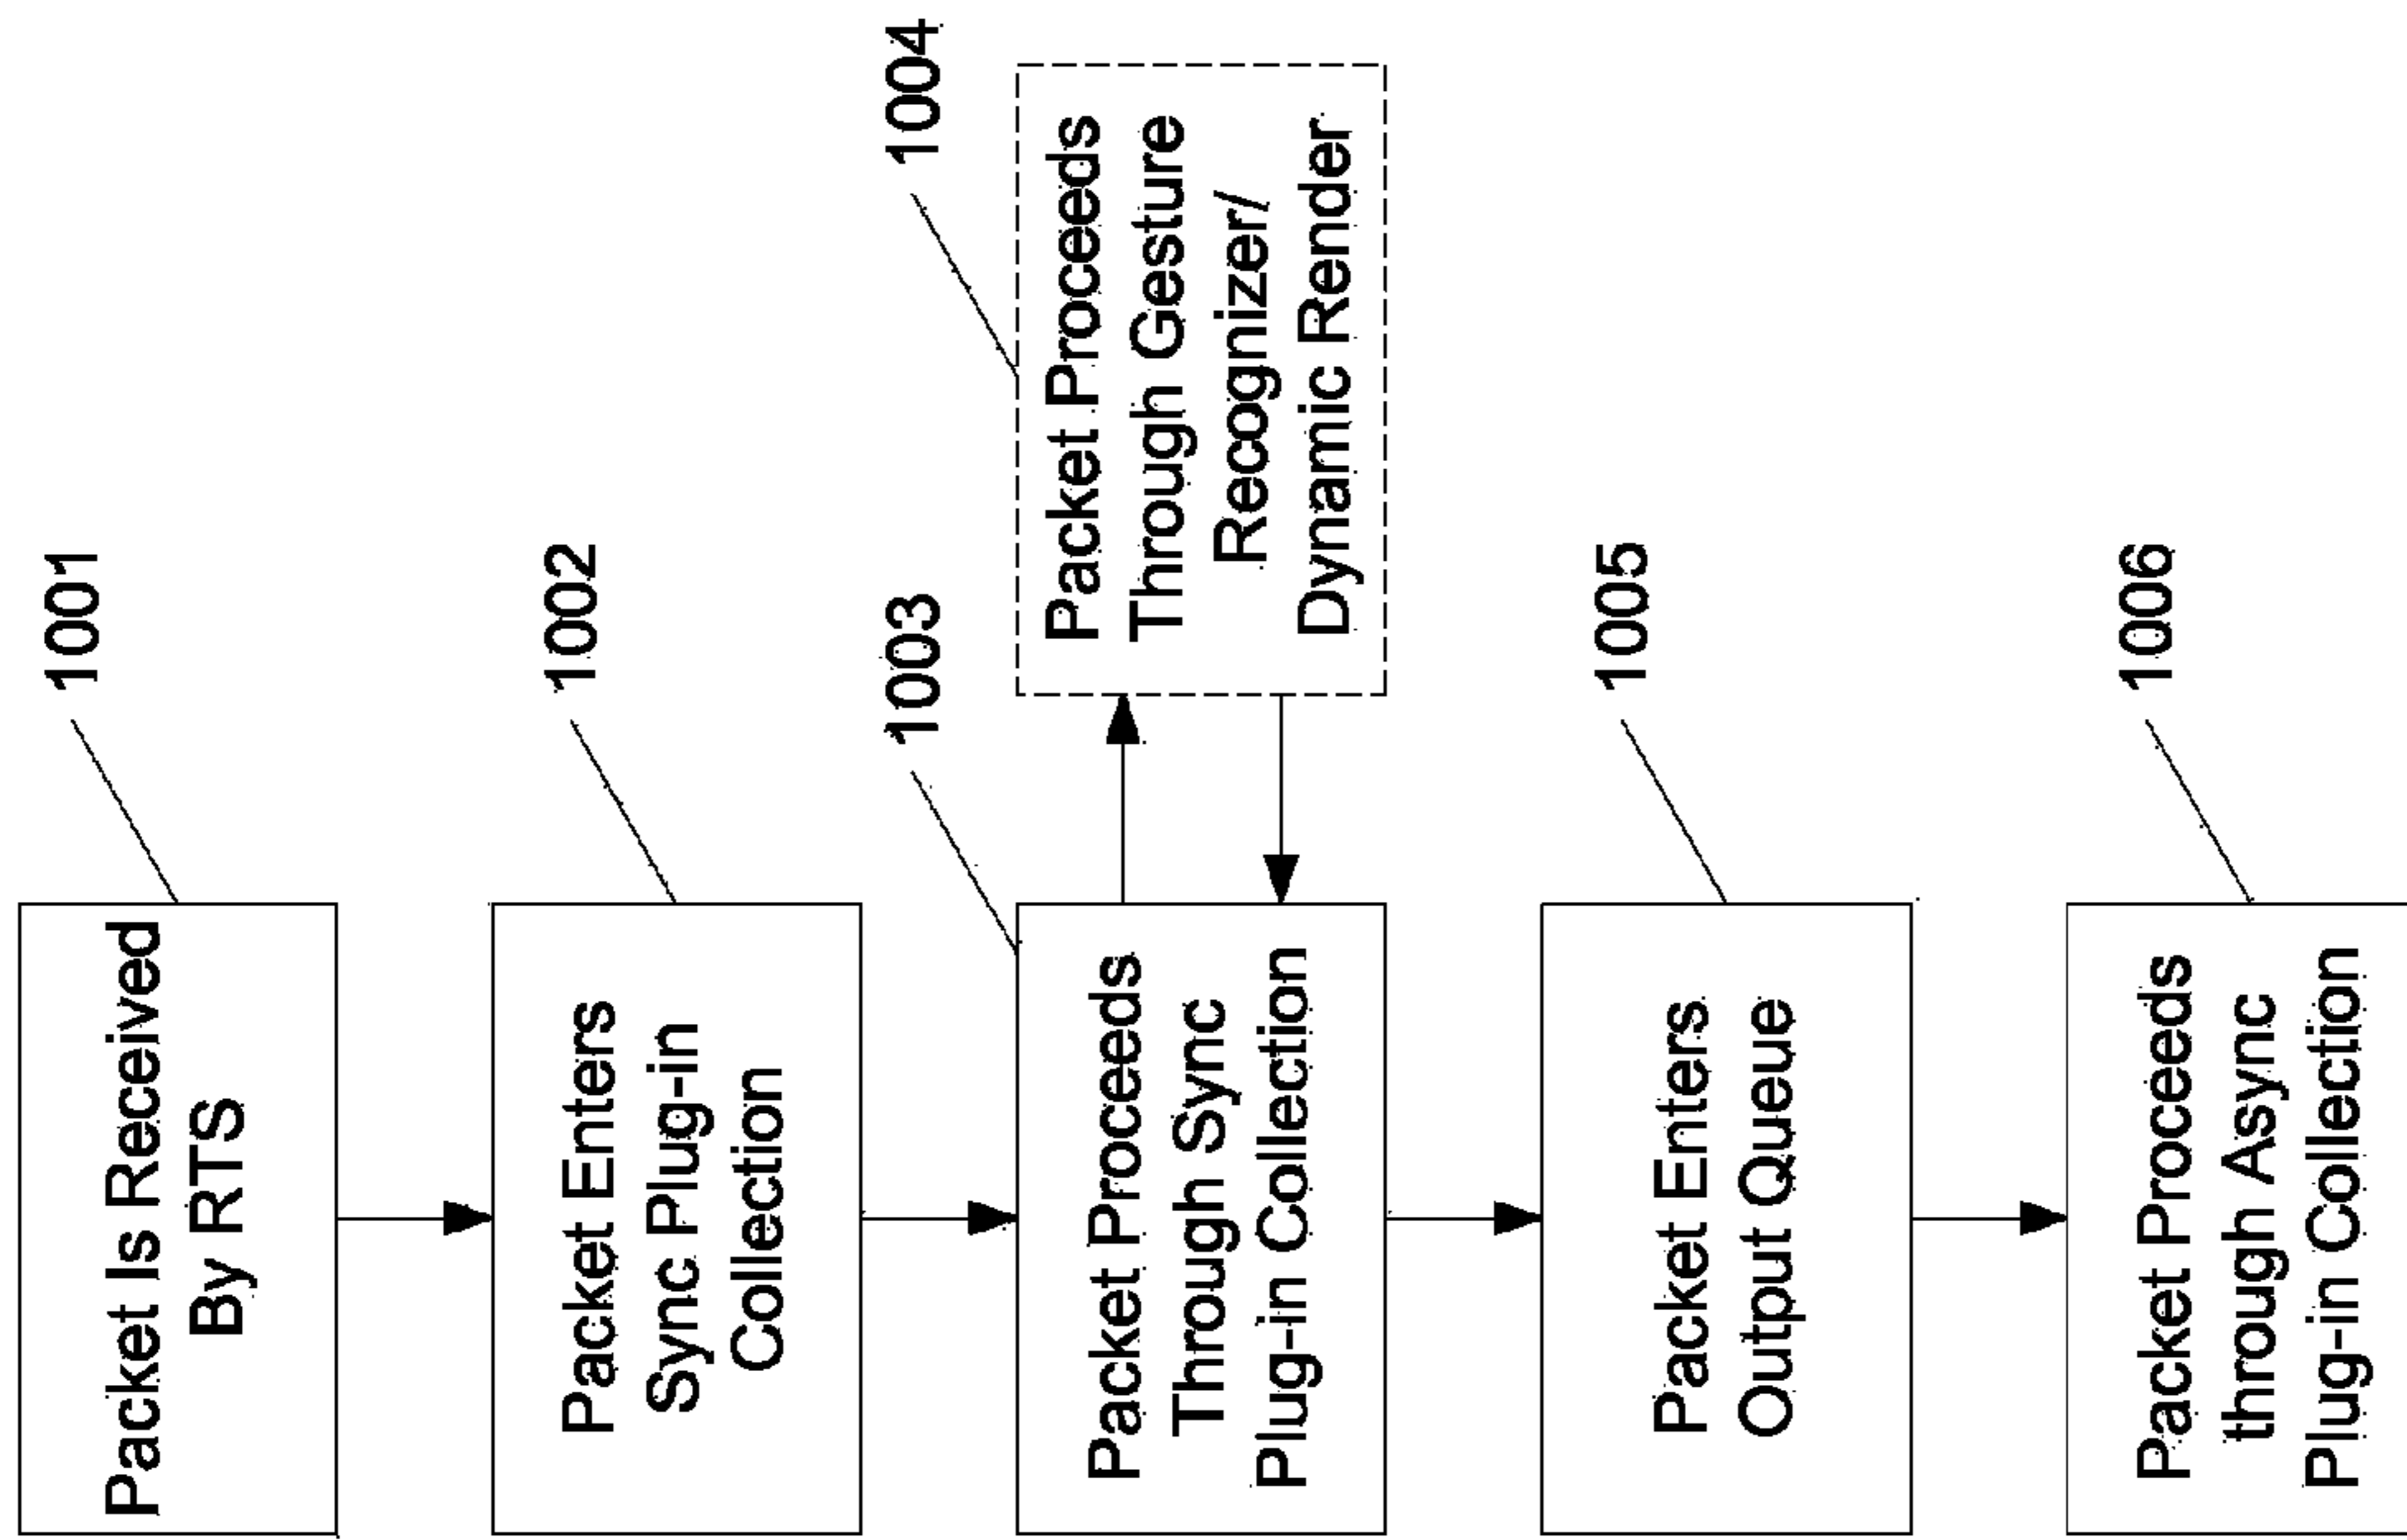 1001
Packet Is Received
By RTS
1002
Packet Enters
Sync Plug-in
Collection
1003
Packet Proceeds
Through Sync
Plug-in Collection
1004
Packet Proceeds
Through Gesture
Recognizer/
Dynamic Render
1005
Packet Enters
Output Queue
1006
Packet Proceeds
through Async
Plug-in Collection